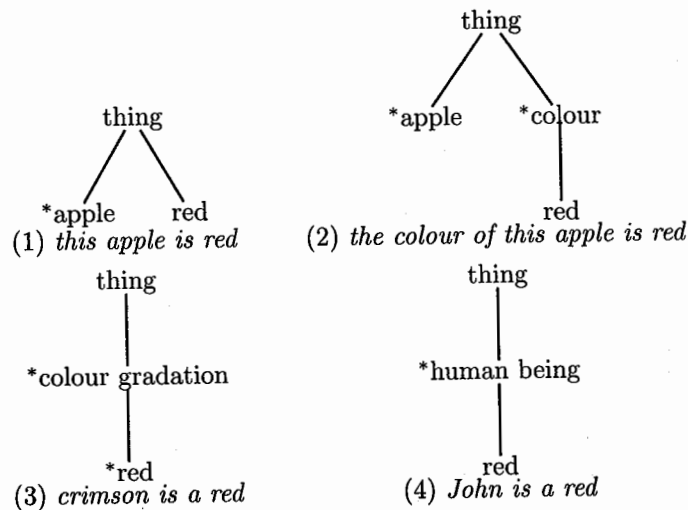 thing
*apple
*colour
red
(2) the colour of this apple is red
thing
*apple red
(1) this apple is red
thing
*colour gradation
*red
(3) crimson is a red
thing
*human being
red
(4) John is a red